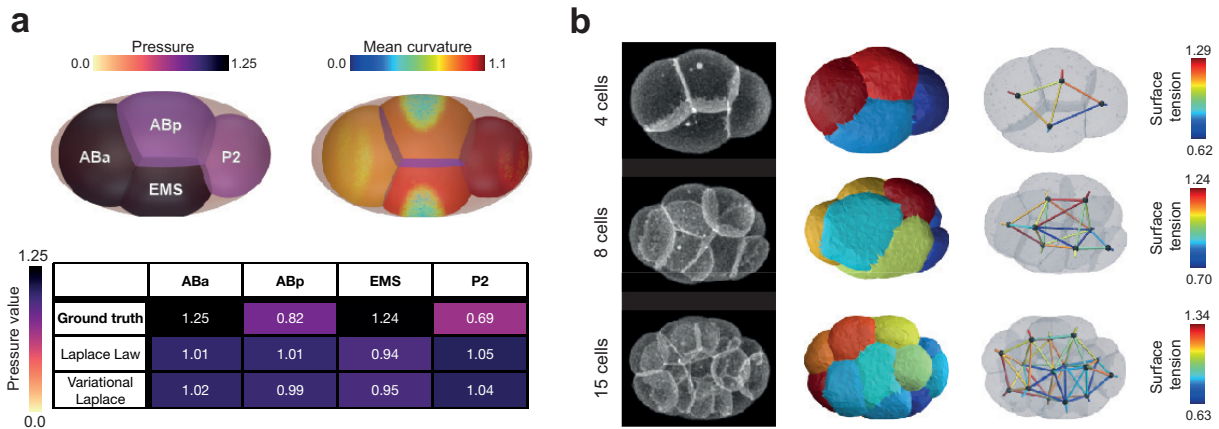 a
Pressure
0.0
1.25
Mean curvature
0.0
1.1
ABp
ABa
P2
EMS
1.25
Pressure value
0.0
ABa ABp EMS P2
Ground truth 1.25 0.82 1.24 0.69
Laplace Law 1.01 1.01 0.94 1.05
Variational
Laplace 1.02 0.99 0.95 1.04
b
4 cells
1.29
Surface
tension
0.62
8 cells
1.24
Surface
tension
0.70
15 cells
1.34
Surface
tension
0.63